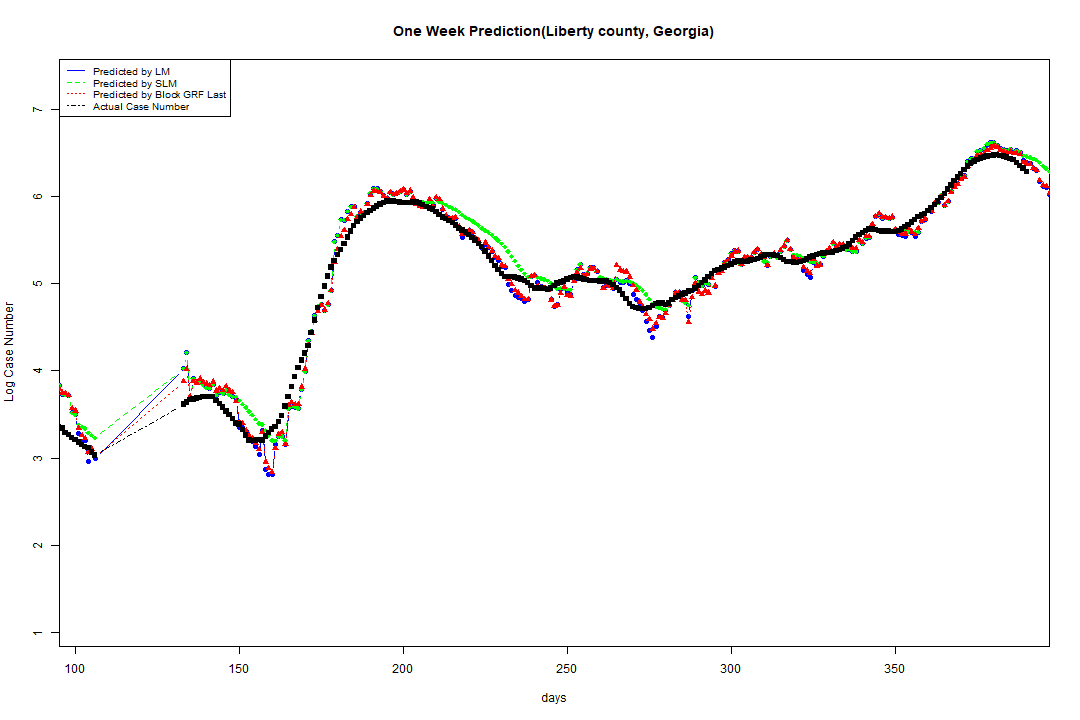 One Week Prediction(Liberty county, Georgia)
Predicted by LM
Predicted by SLM
Predicted by Block GRF Last
Actual Case Number
7
6
5
4
3
2
1
Log Case Number
100 150 200 250 300 350
days